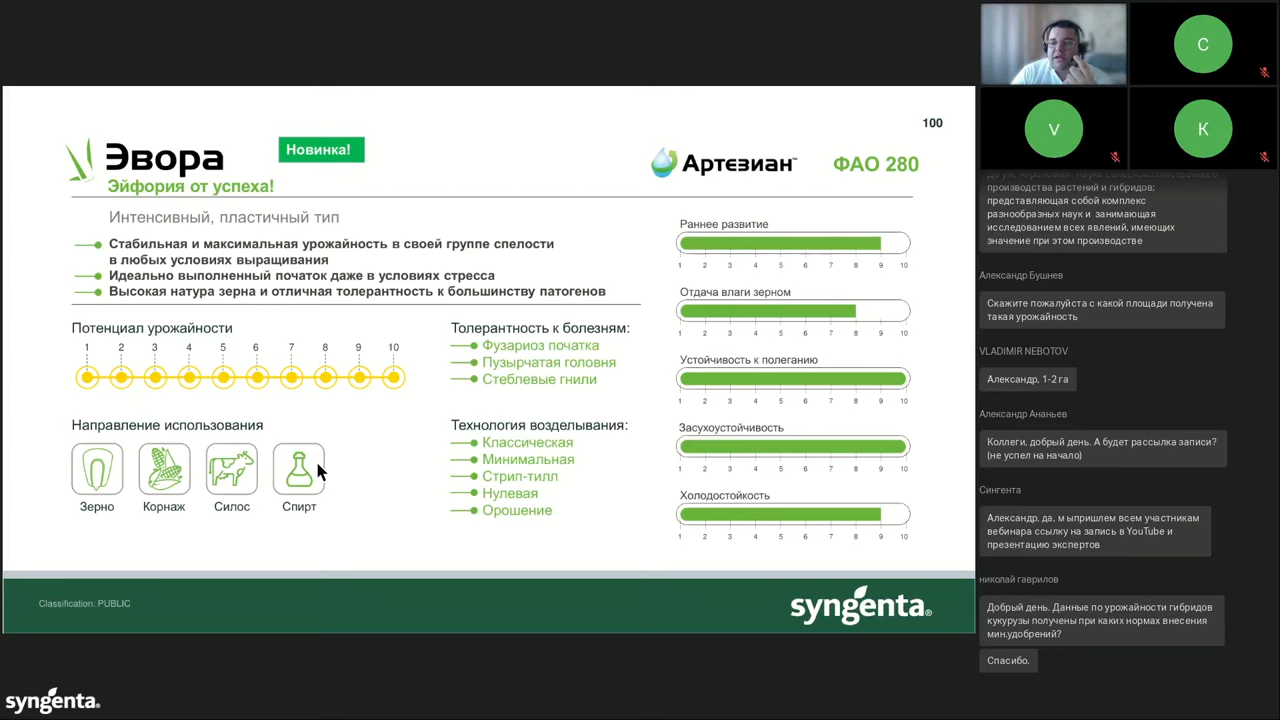 100
Эвора
Новинка!
Эйфория от успеха!
Артезиан™
ФАО 280
Интенсивный, пластичный тип
Стабильная и максимальная урожайность в своей группе спелости
в любых условиях выращивания
Идеально выполненный початок даже в условиях стресса
Высокая натура зерна и отличная толерантность к большинству патогенов
Потенциал урожайности
1 2 3 4 5 6 7 8 9 10
Направление использования
Зерно Корнаж Силос Спирт
Толерантность к болезням:
Фузариоз початка
Пузырчатая головня
Стеблевые гнили
Технология возделывания:
Классическая
Минимальная
Стрип-тилл
Нулевая
Орошение
Раннее развитие
1 2 3 4 5 6 7 8 9 10
Отдача влаги зерном
1 2 3 4 5 6 7 8 9 10
Устойчивость к полеганию
1 2 3 4 5 6 7 8 9 10
Засухоустойчивость
1 2 3 4 5 6 7 8 9 10
Холодостойкость
1 2 3 4 5 6 7 8 9 10
Classification: PUBLIC
syngenta®
syngenta®
C
V
К
производства растений и гибридов;
представляющая собой комплекс
разнообразных наук и занимающая
исследованием всех явлений, имеющих
значение при этом производстве
Александр Бушнев
Скажите пожалуйста с какой площади получена
такая урожайность
VLADIMIR NEBOTOV
Александр, 1-2 га
Александр Ананьев
Коллеги, добрый день. А будет рассылка записи?
(не успел на начало)
Сингента
Александр, да, м ыпришлем всем участникам
вебинара ссылку на запись в YouTube и
презентацию экспертов
николай гаврилов
Добрый день. Данные по урожайности гибридов
кукурузы получены при каких нормах внесения
мин.удобрений?
Спасибо.